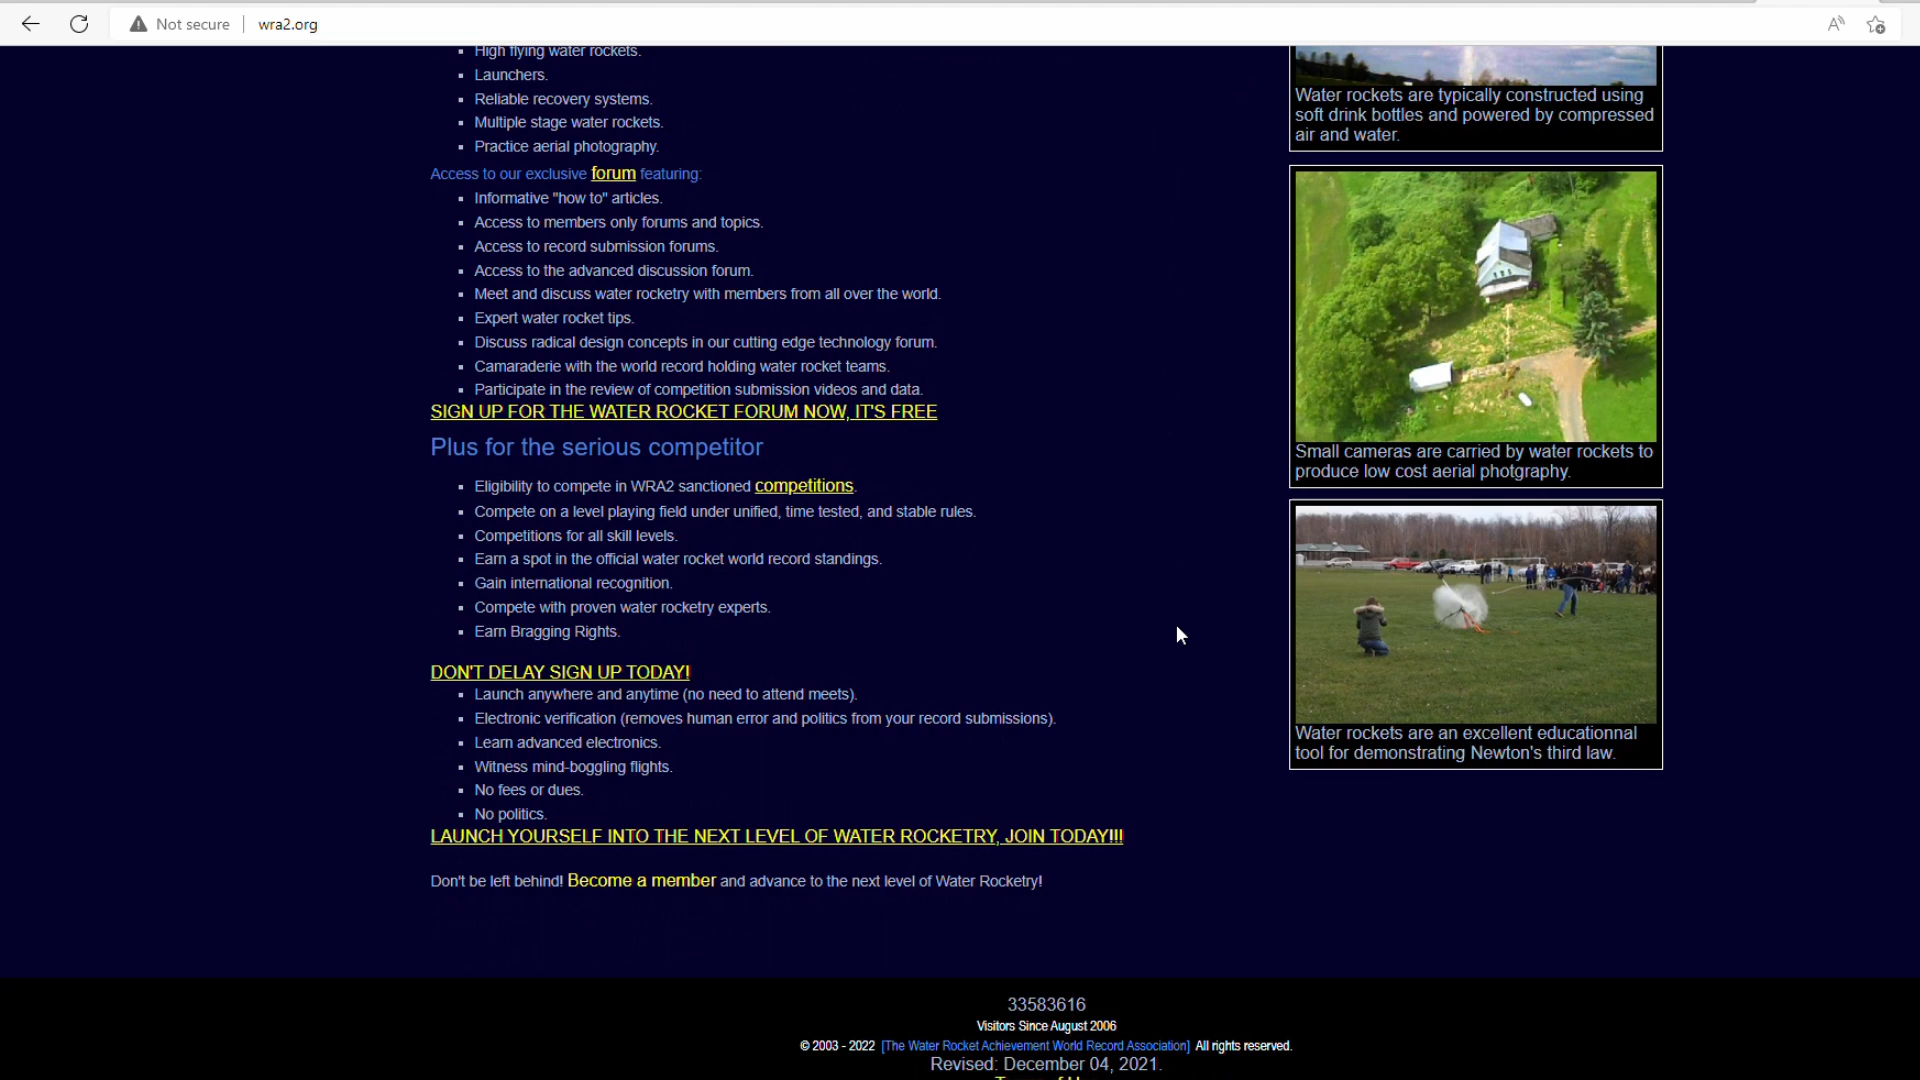 Not secure
wra2.org
High flying water rockets.
Launchers.
Reliable recovery systems.
Multiple stage water rockets.
Practice aerial photography.
Access to our exclusive forum featuring:
Informative "how to" articles.
Access to members only forums and topics.
Access to record submission forums.
Access to the advanced discussion forum.
Meet and discuss water rocketry with members from all over the world.
Expert water rocket tips.
Discuss radical design concepts in our cutting edge technology forum.
Camaraderie with the world record holding water rocket teams.
Participate in the review of competition submission videos and data.
SIGN UP FOR THE WATER ROCKET FORUM NOW, IT'S FREE
Plus for the serious competitor
Eligibility to compete in WRA2 sanctioned competitions.
Compete on a level playing field under unified, time tested, and stable rules.
Competitions for all skill levels.
Earn a spot in the official water rocket world record standings.
Gain international recognition.
Compete with proven water rocketry experts.
Earn Bragging Rights.
DON'T DELAY SIGN UP TODAY!
Launch anywhere and anytime (no need to attend meets).
Electronic verification (removes human error and politics from your record submissions).
Learn advanced electronics.
Witness mind-boggling flights.
No fees or dues.
No politics.
LAUNCH YOURSELF INTO THE NEXT LEVEL OF WATER ROCKETRY, JOIN TODAY!!!
Don't be left behind! Become a member and advance to the next level of Water Rocketry!
Water rockets are typically constructed using
soft drink bottles and powered by compressed
air and water.
Small cameras are carried by water rockets to
produce low cost aerial photgraphy.
Water rockets are an excellent educationnal
tool for demonstrating Newton's third law.
33583616
Visitors Since August 2006
© 2003 - 2022 [The Water Rocket Achievement World Record Association] All rights reserved.
Revised: December 04, 2021.